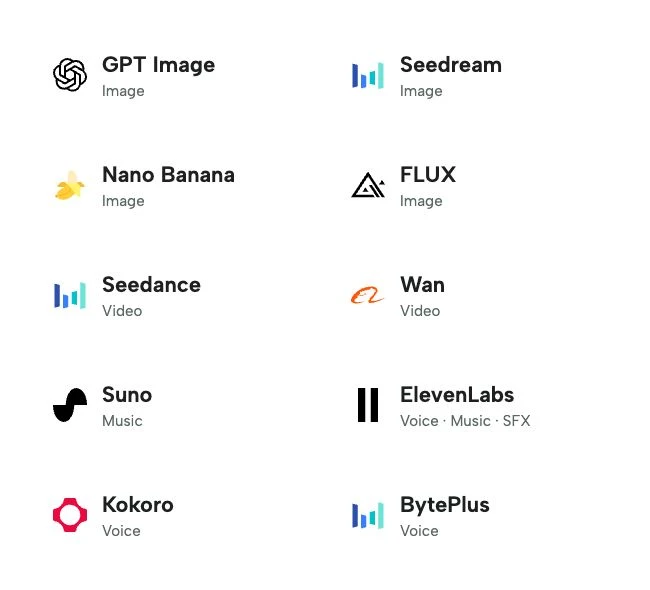 GPT Image
Image
Seedream
Image
Nano Banana
Image
FLUX
Image
Seedance
Video
Wan
Video
Suno
Music
ElevenLabs
Voice · Music · SFX
Kokoro
Voice
BytePlus
Voice